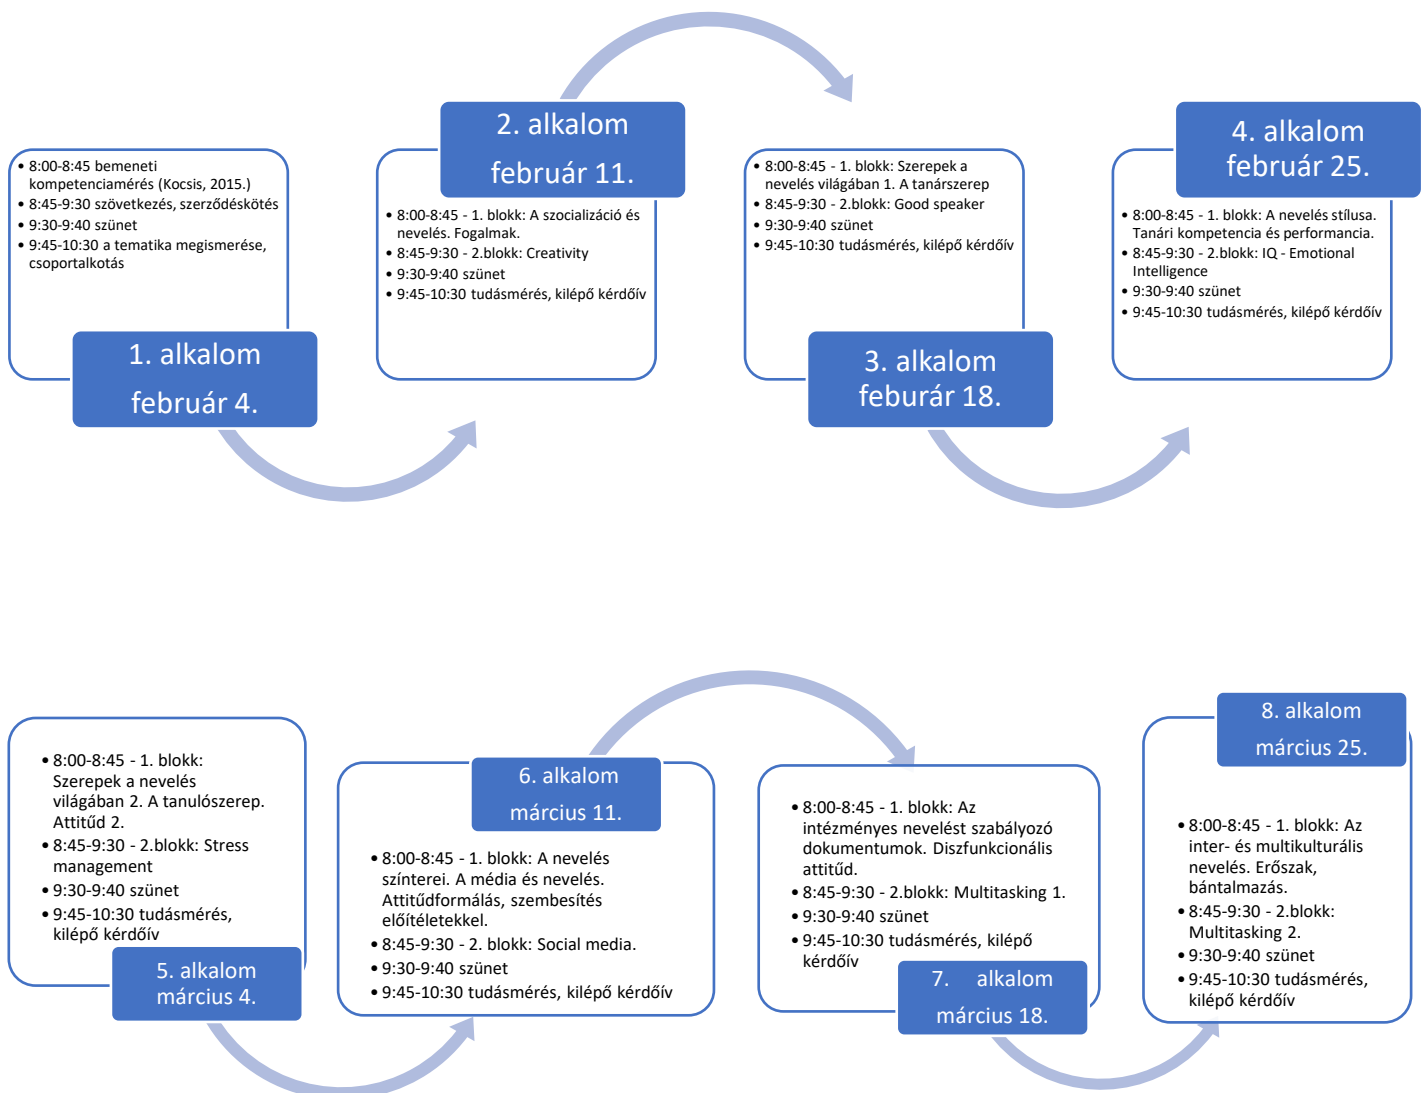 • 8:00-8:45 bemeneti
kompetenciamérés (Kocsis, 2015.)
• 8:45-9:30 szövetkezés, szerződéskötés
• 9:30-9:40 szünet
• 9:45-10:30 a tematika megismerése,
csoportalkotás
1. alkalom
február 4.
2. alkalom
február 11.
• 8:00-8:45 - 1. blokk: A szocializáció és
nevelés. Fogalmak.
• 8:45-9:30 - 2.blokk: Creativity
• 9:30-9:40 szünet
• 9:45-10:30 tudásmérés, kilépő kérdőív
• 8:00-8:45 - 1. blokk: Szerepek a
nevelés világában 1. A tanárszerep
• 8:45-9:30 - 2.blokk: Good speaker
• 9:30-9:40 szünet
• 9:45-10:30 tudásmérés, kilépő kérdőív
3. alkalom
feburár 18.
4. alkalom
február 25.
• 8:00-8:45 - 1. blokk: A nevelés stílusa.
Tanári kompetencia és performancia.
• 8:45-9:30 - 2.blokk: IQ - Emotional
Intelligence
• 9:30-9:40 szünet
• 9:45-10:30 tudásmérés, kilépő kérdőív
• 8:00-8:45 - 1. blokk:
Szerepek a nevelés
világában 2. A tanulószerep.
Attitűd 2.
• 8:45-9:30 - 2.blokk: Stress
management
• 9:30-9:40 szünet
• 9:45-10:30 tudásmérés,
kilépő kérdőív
5. alkalom
március 4.
6. alkalom
március 11.
• 8:00-8:45 - 1. blokk: A nevelés
színterei. A média és nevelés.
Attitűdformálás, szembesítés
előítéletekkel.
• 8:45-9:30 - 2. blokk: Social media.
• 9:30-9:40 szünet
• 9:45-10:30 tudásmérés, kilépő kérdőív
• 8:00-8:45 - 1. blokk: Az
intézményes nevelést szabályozó
dokumentumok. Diszfunkcionális
attitűd.
• 8:45-9:30 - 2.blokk: Multitasking 1.
• 9:30-9:40 szünet
• 9:45-10:30 tudásmérés, kilépő
kérdőív
7. alkalom
március 18.
8. alkalom
március 25.
• 8:00-8:45 - 1. blokk: Az
inter- és multikulturális
nevelés. Erőszak,
bántalmazás.
• 8:45-9:30 - 2.blokk:
Multitasking 2.
• 9:30-9:40 szünet
• 9:45-10:30 tudásmérés,
kilépő kérdőív